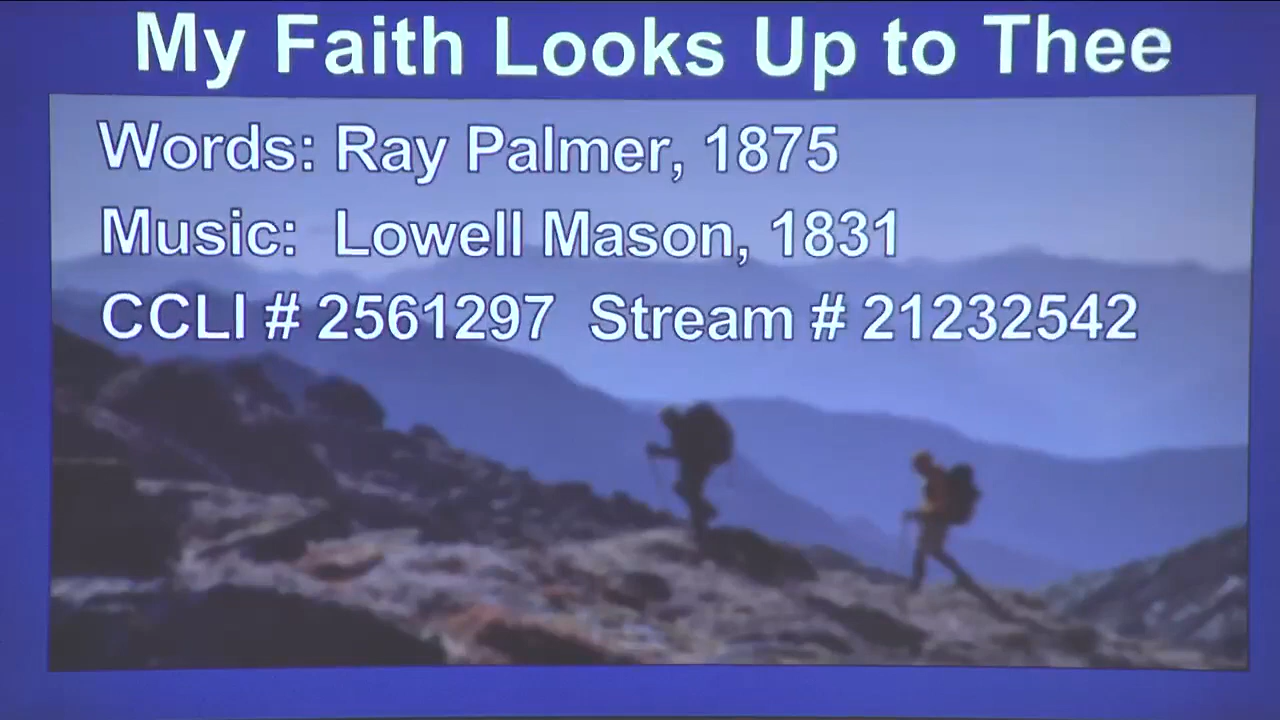 My Faith Looks Up to Thee
Words: Ray Palmer, 1875
Music: Lowell Mason, 1831
CCLI # 2561297 Stream # 21232542